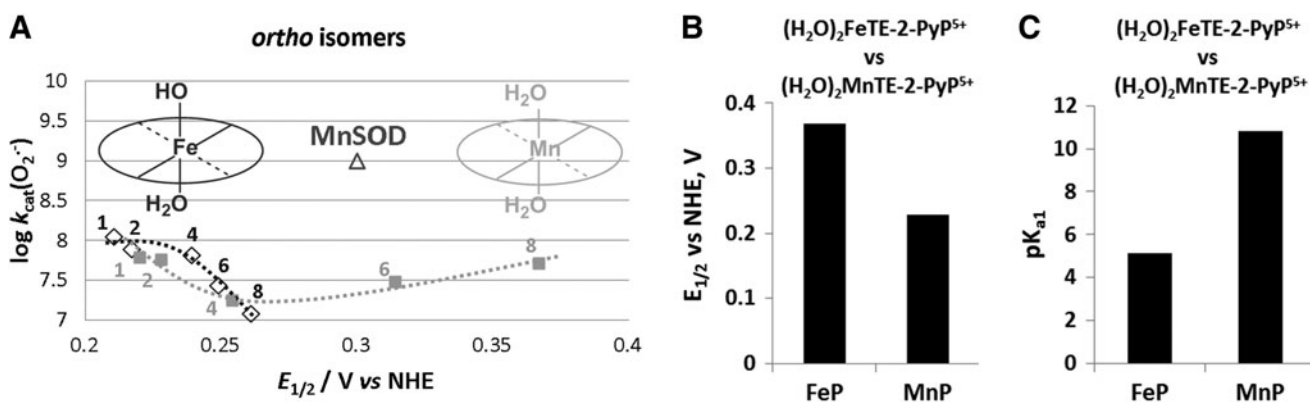 A
ortho isomers
log kcat(O2·-)
10
9.5
9
8.5
8
7.5
7
HO
Fe
H2O
MnSOD
H2O
Mn
H2O
1
2
4
6
8
1
2
4
6
8
0.2
0.25
0.3
0.35
0.4
E1/2 / V vs NHE
B
(H2O)2FeTE-2-PyP5+
vs
(H2O)2MnTE-2-PyP5+
E1/2 vs NHE, V
0.4
0.3
0.2
0.1
0
FeP
MnP
C
(H2O)2FeTE-2-PyP5+
vs
(H2O)2MnTE-2-PyP5+
pKa1
12
10
8
6
4
2
0
FeP
MnP